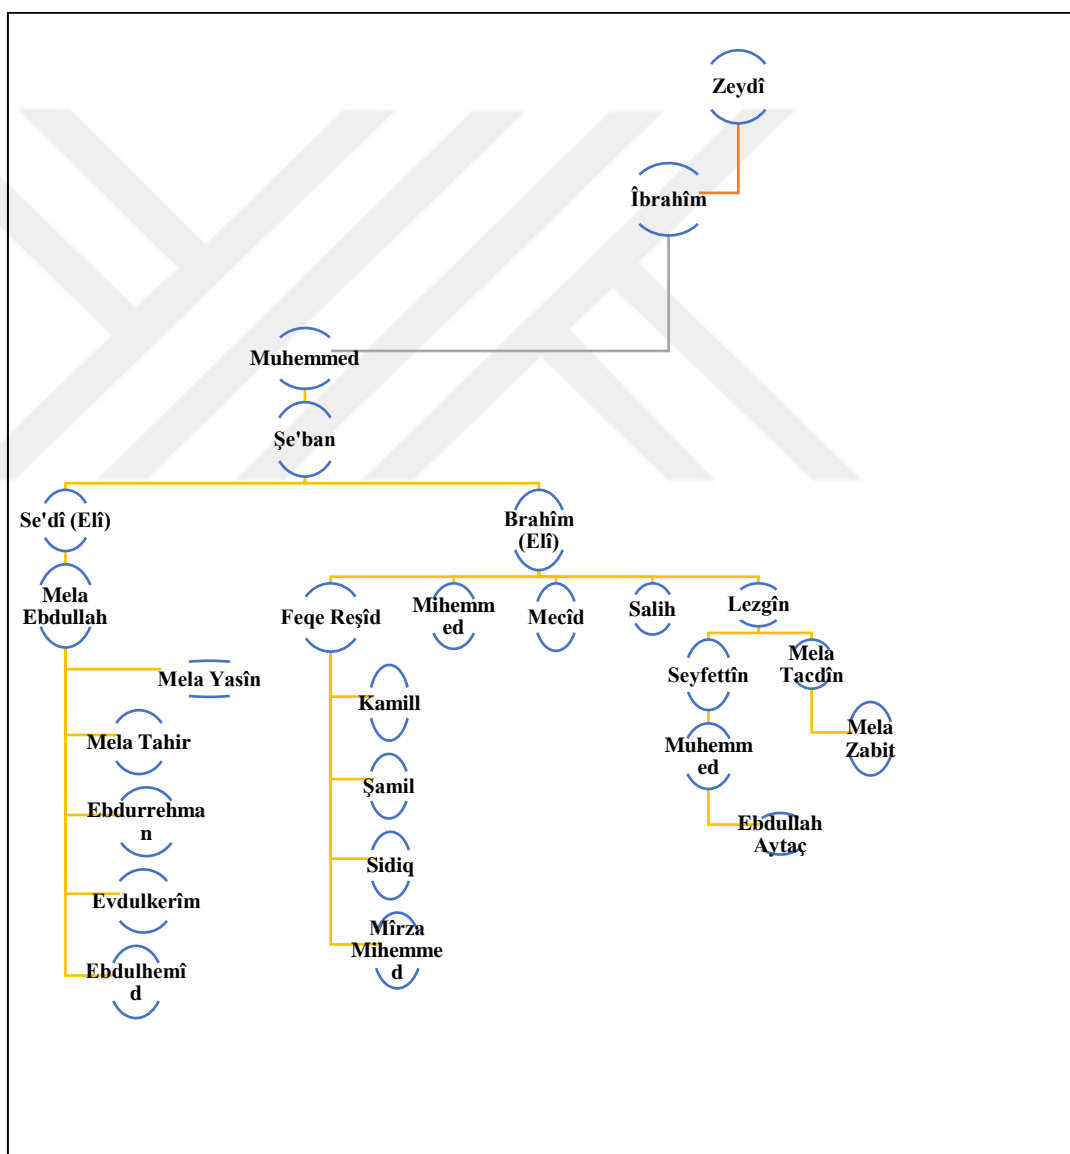 Zeydî
Îbrahîm
Muhemmed
Şe'ban
Se'dî (Elî)
Brahîm
(Elî)
Mela
Ebdullah
Feqe Reşîd
Mihemm
ed
Mecîd
Salih
Lezgîn
Mela Yasîn
Mela Tahir
Ebdurrehma
n
Evdulkerîm
Ebdulhemî
d
Kamill
Şamil
Sidiq
Mîrza
Mihemme
d
Seyfettîn
Mela
Tacdîn
Muhemm
ed
Mela
Zabit
Ebdullah
Aytaç